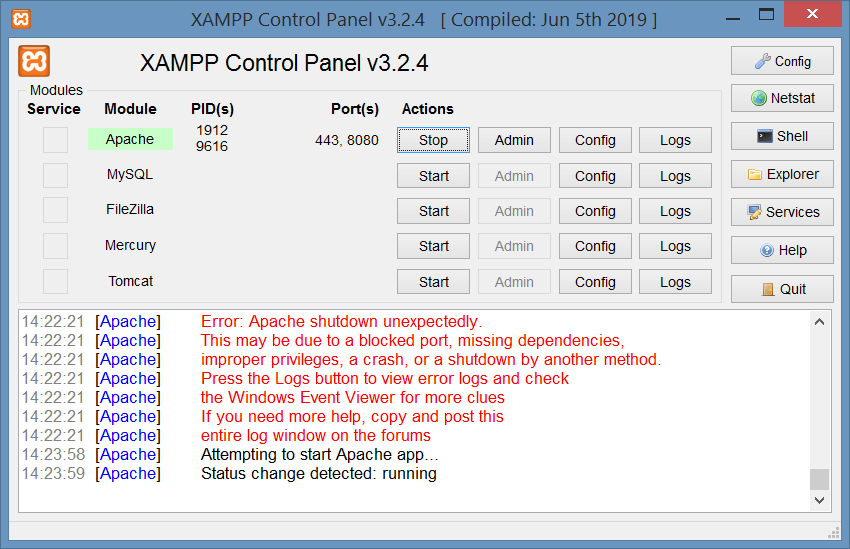 XAMPP Control Panel v3.2.4 [ Compiled: Jun 5th 2019 ]
XAMPP Control Panel v3.2.4
Config
Modules
Service Module PID(s) Port(s) Actions
Netstat
Apache 1912 9616 443, 8080 Stop Admin Config Logs
Shell
MySQL Start Admin Config Logs
Explorer
FileZilla Start Admin Config Logs
Services
Mercury Start Admin Config Logs
Help
Tomcat Start Admin Config Logs
Quit
14:22:21 [Apache] Error: Apache shutdown unexpectedly.
14:22:21 [Apache] This may be due to a blocked port, missing dependencies,
14:22:21 [Apache] improper privileges, a crash, or a shutdown by another method.
14:22:21 [Apache] Press the Logs button to view error logs and check
14:22:21 [Apache] the Windows Event Viewer for more clues
14:22:21 [Apache] If you need more help, copy and post this
14:22:21 [Apache] entire log window on the forums
14:23:58 [Apache] Attempting to start Apache app...
14:23:59 [Apache] Status change detected: running